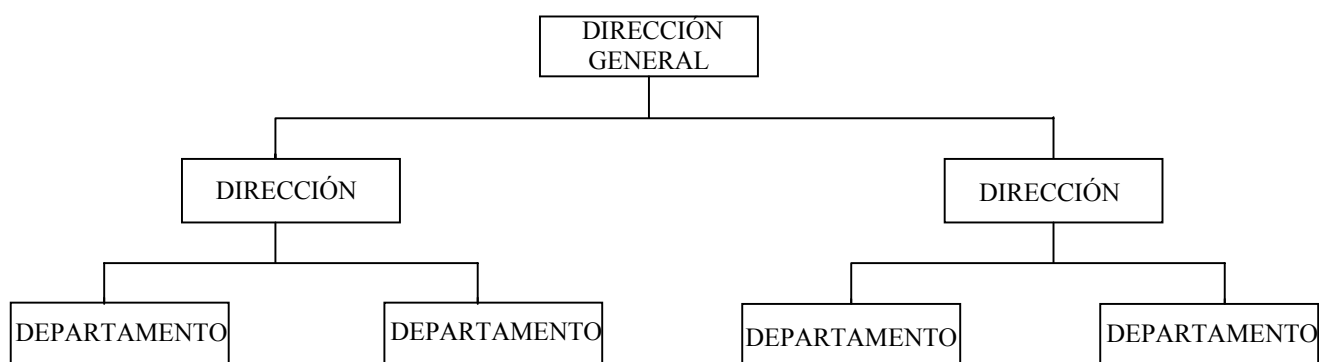 DIRECCIÓN
GENERAL
DIRECCIÓN
DIRECCIÓN
DEPARTAMENTO
DEPARTAMENTO
DEPARTAMENTO
DEPARTAMENTO